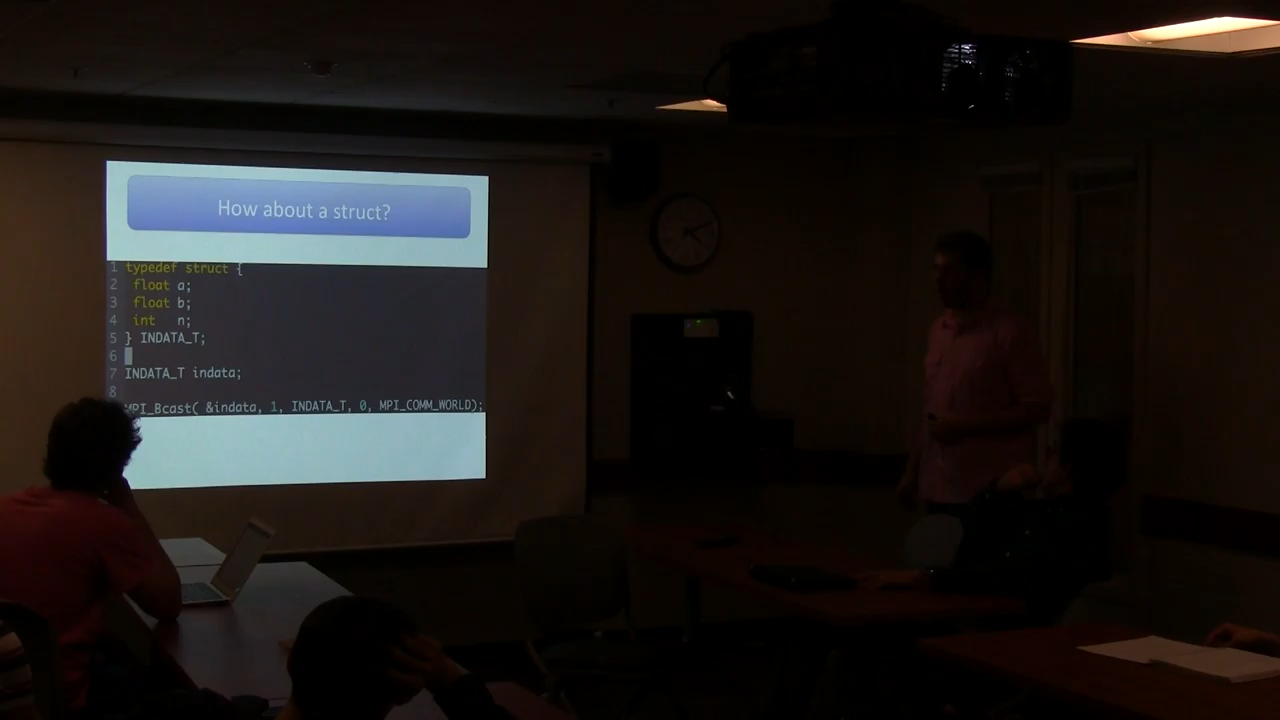 How about a struct?
1 typedef struct {
2 float a;
3 float b;
4 int n;
5 } INDATA_T;
6
7 INDATA_T indata;
8
MPI_Bcast( &indata, 1, INDATA_T, 0, MPI_COMM_WORLD);